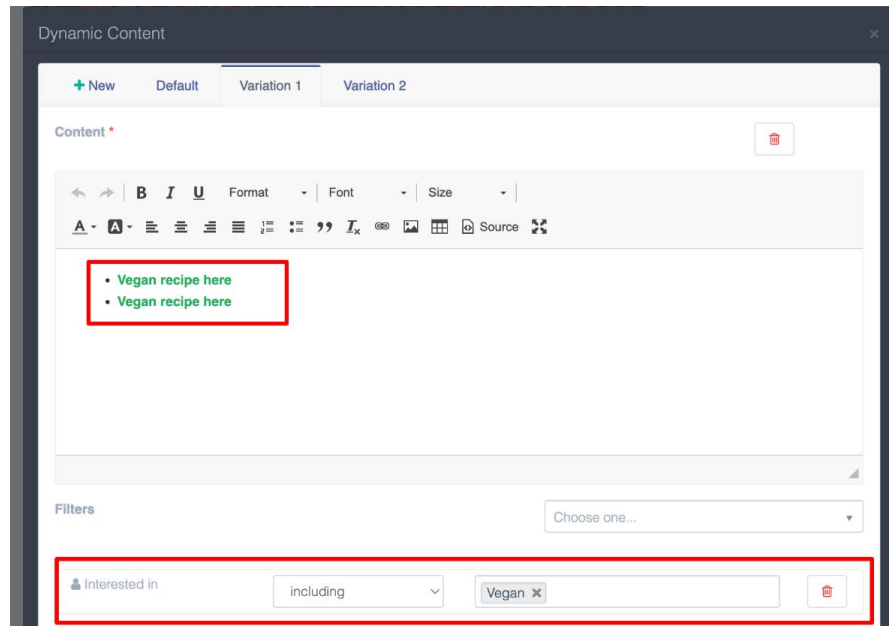 Dynamic Content ×
+ New Default Variation 1 Variation 2
Content *
B I U Format Font Size
A A Source
• Vegan recipe here
• Vegan recipe here
Filters Choose one...
Interested in including Vegan ×